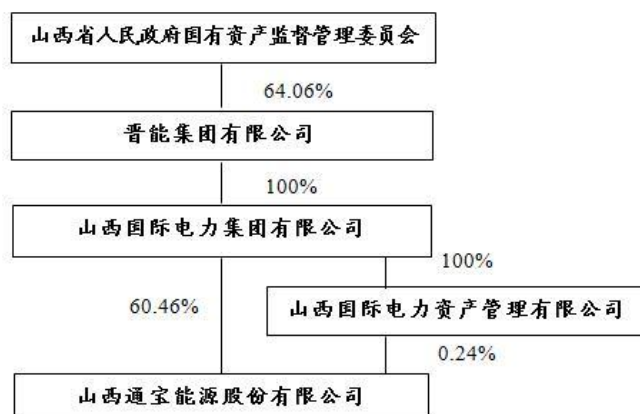 山西省人民政府国有资产监督管理委员会
64.06%
晋能集团有限公司
100%
山西国际电力集团有限公司
100%
60.46%
山西国际电力资产管理有限公司
0.24%
山西通宝能源股份有限公司